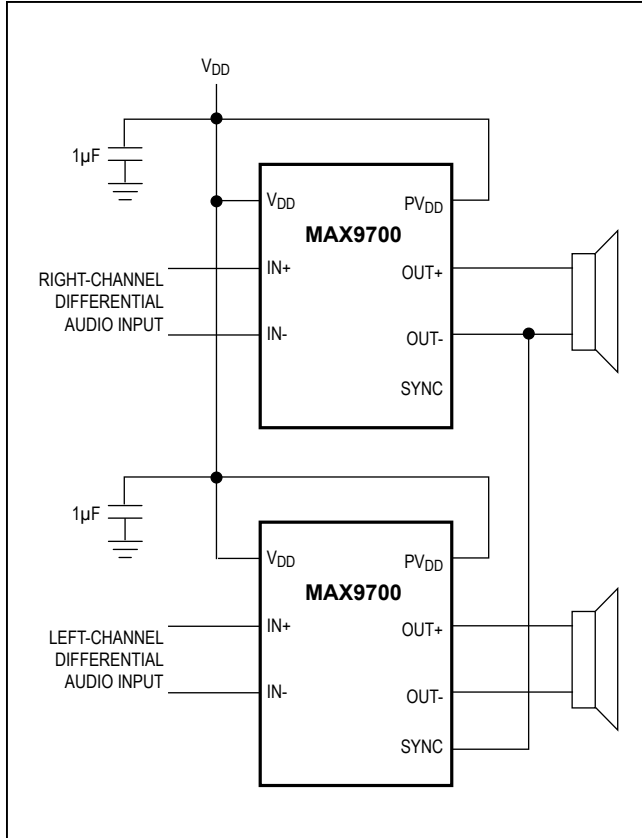 VDD
1µF
VDD
PVDD
MAX9700
IN+
OUT+
RIGHT-CHANNEL
DIFFERENTIAL
AUDIO INPUT
IN-
OUT-
SYNC
1µF
VDD
PVDD
MAX9700
IN+
OUT+
LEFT-CHANNEL
DIFFERENTIAL
AUDIO INPUT
IN-
OUT-
SYNC